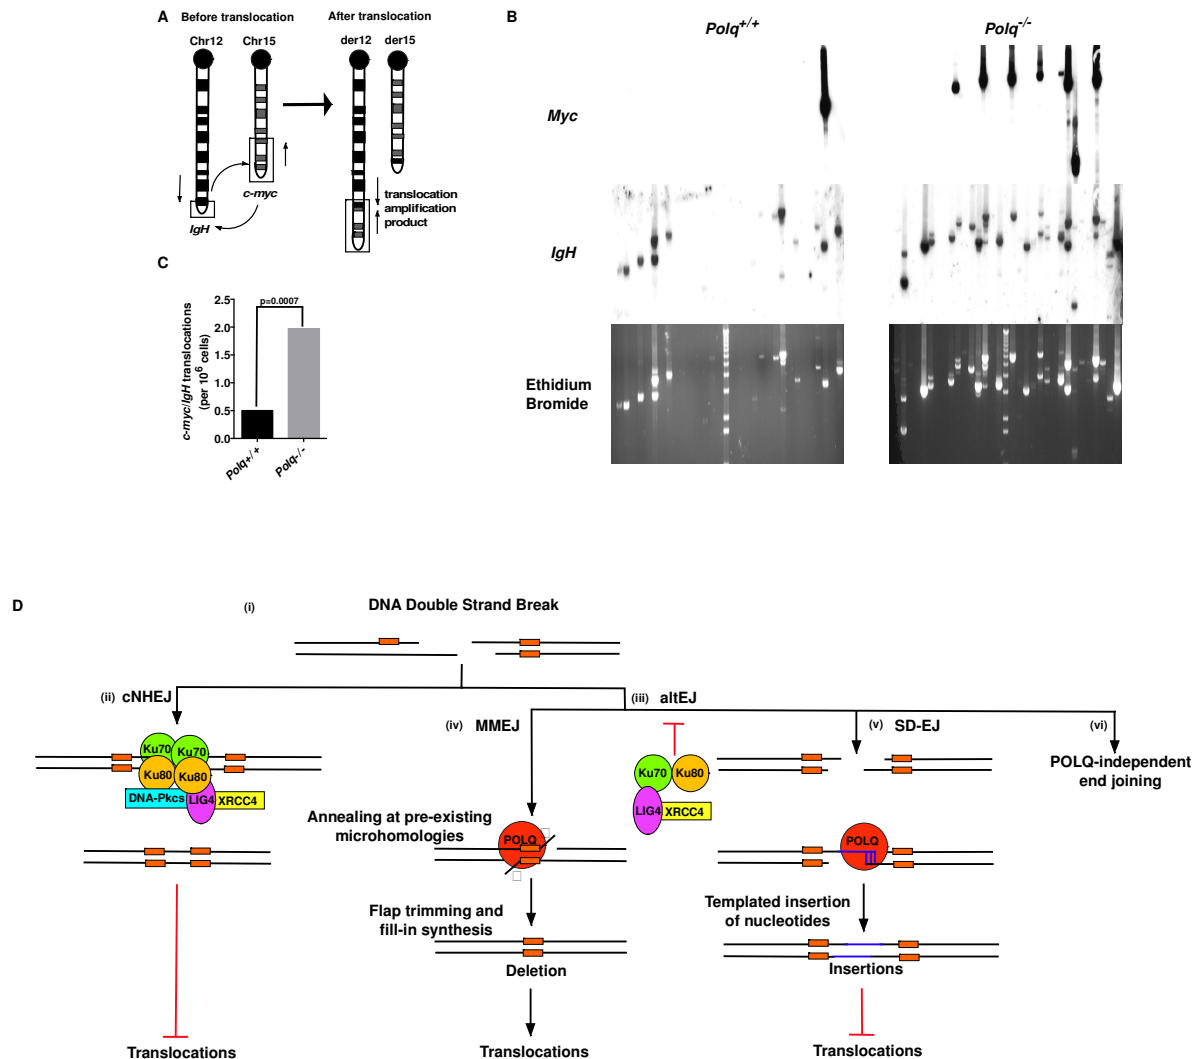 A
Before translocation
After translocation
Chr12
Chr15
der12
der15
c-myc
IgH
translocation
amplification
product
B
Polq+/+
Polq-/-
Myc
IgH
Ethidium
Bromide
C
c-myc/IgH translocations
(per 10^6 cells)
2.5
2.0
1.5
1.0
0.5
0.0
p=0.0007
Polq+/+
Polq-/-
D
(i)
DNA Double Strand Break
(ii) cNHEJ
(iii) altEJ
(iv) MMEJ
(v) SD-EJ
(vi)
POLQ-independent
end joining
Ku70
Ku70
Ku80
Ku80
DNA-Pkcs
LIG4
XRCC4
Ku70
Ku80
LIG4
XRCC4
Annealing at pre-existing
microhomologies
POLQ
POLQ
Flap trimming and
fill-in synthesis
Deletion
Templated insertion
of nucleotides
Insertions
Translocations
Translocations
Translocations